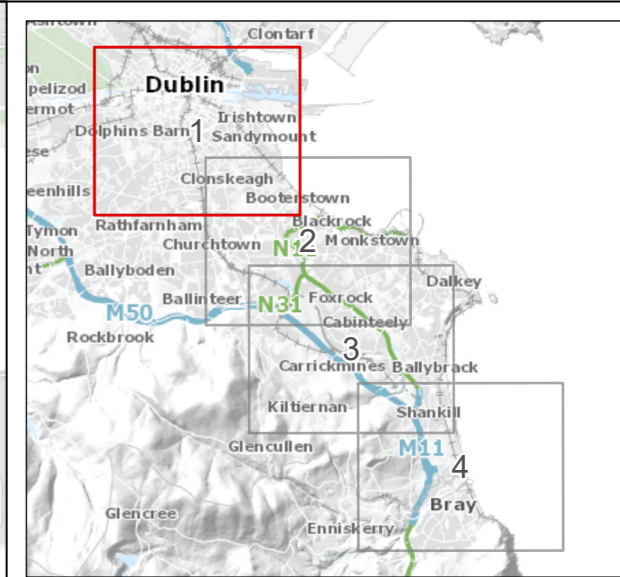 Ashtown
Clontarf
on
pelizod
Dublin
ermot
Irishtown
Dolphins Barn
1
Sandymount
ese
Clonskeagh
eenhills
Booterstown
Rathfarnham
Blackrock
Tymon
North
Churchtown
N
2
Monkstown
nt
Ballyboden
Dalkey
Ballinteer
N31
Foxrock
M50
Cabinteely
Rockbrook
3
Carrickmines
Ballybrack
Kiltiernan
Shankill
Glencullen
M11
4
Bray
Glencree
Enniskerry